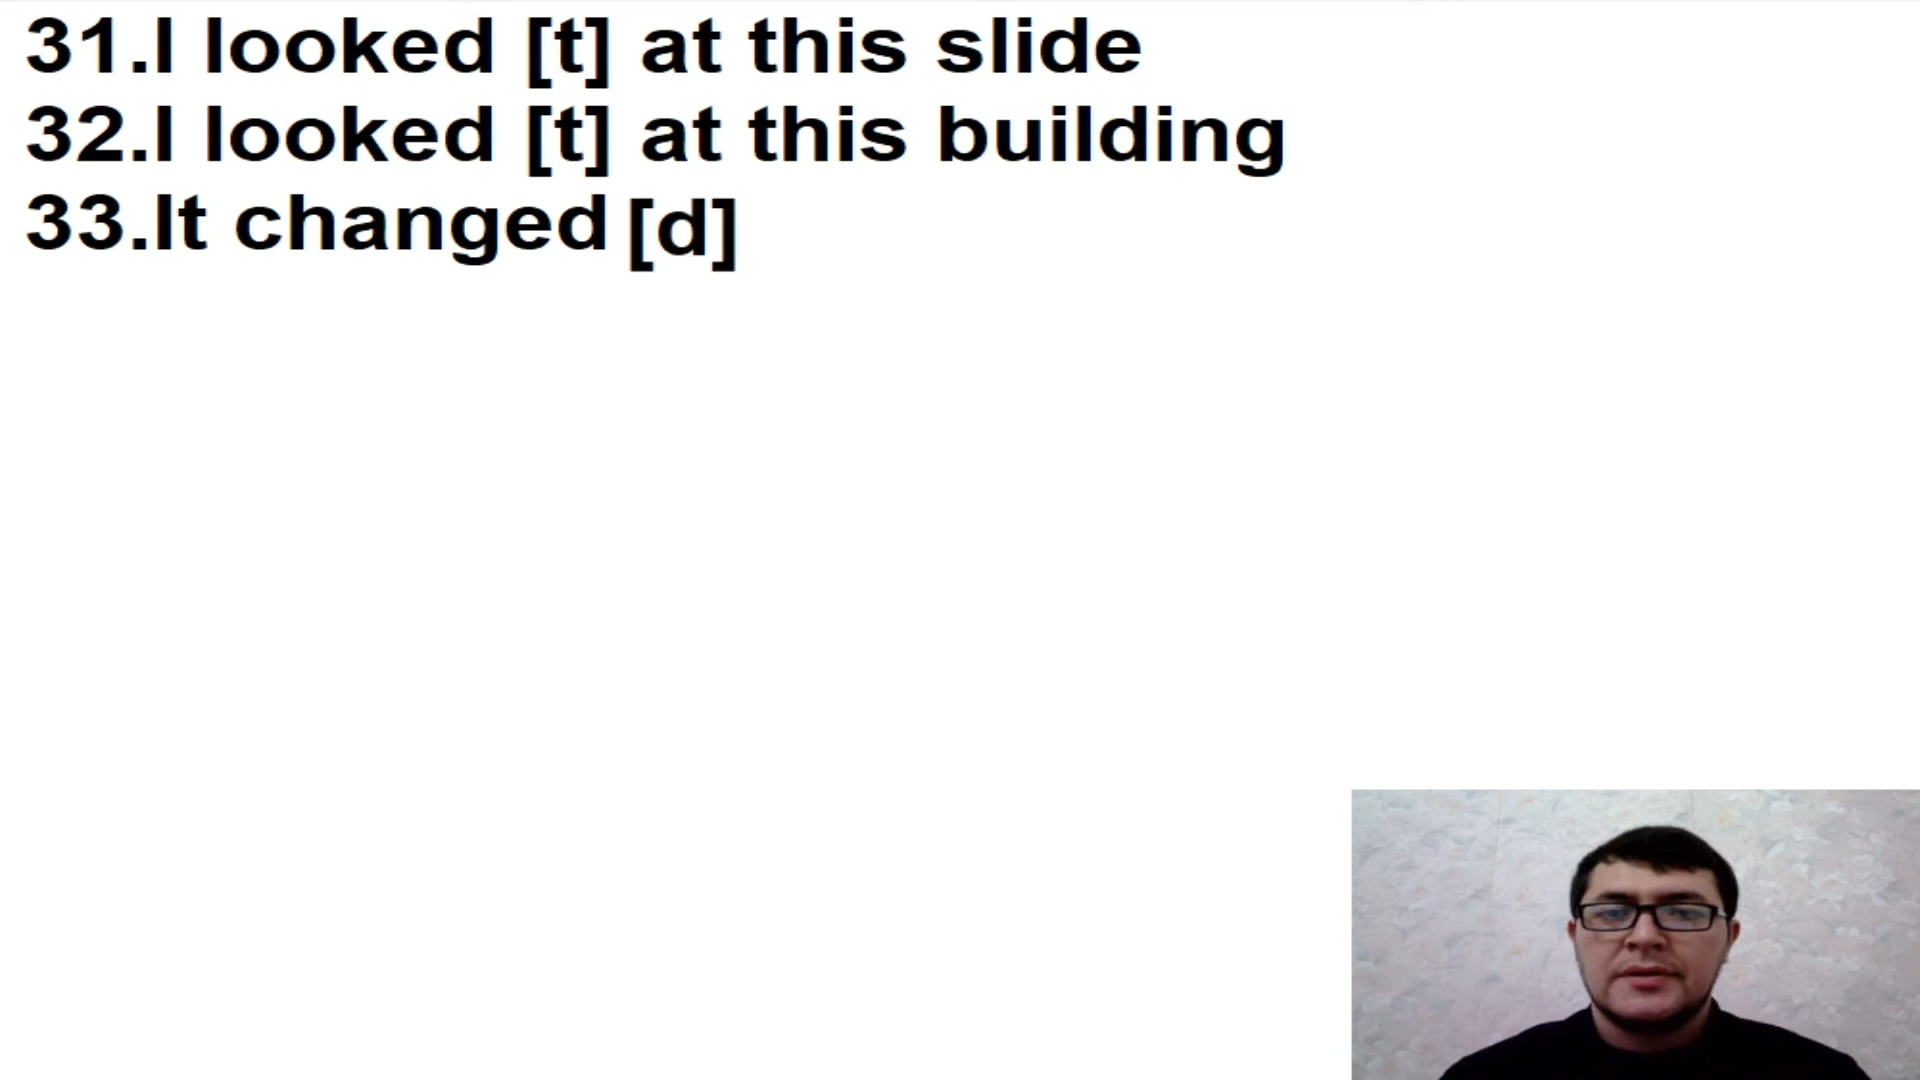 31.I looked [t] at this slide
32.I looked [t] at this building
33.It changed [d]